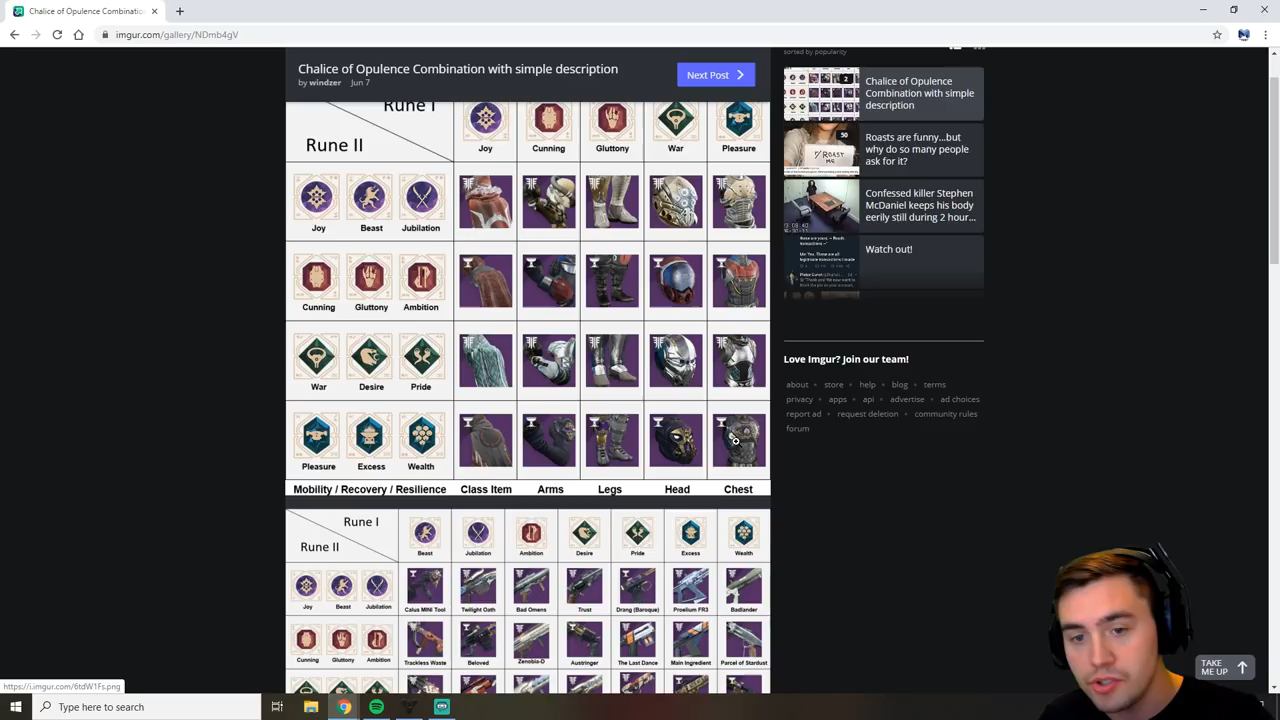 Chalice of Opulence Combinatio
imgur.com/gallery/NDmb4gV
Chalice of Opulence Combination with simple description
by windzer Jun 7
Next Post
Rune I
Rune II
Joy Cunning Gluttony War Pleasure
Joy Beast Jubilation
Cunning Gluttony Ambition
War Desire Pride
Pleasure Excess Wealth
Mobility / Recovery / Resilience Class Item Arms Legs Head Chest
Rune I
Rune II
Beast Jubilation Ambition Desire Pride Excess Wealth
Joy Beast Jubilation Calus MINI Tool Twilight Oath Bad Omens Trust Drang (Baroque) Proelium FR3 Badlander
Cunning Gluttony Ambition Trackless Waste Beloved Zenobia-D Austringer The Last Dance Main Ingredient Parcel of Stardust
sorted by popularity
2
Chalice of Opulence
Combination with simple
description
50
Roasts are funny...but
why do so many people
ask for it?
Confessed killer Stephen
McDaniel keeps his body
eerily still during 2 hour...
Watch out!
Love Imgur? Join our team!
about store help blog terms
privacy apps api advertise ad choices
report ad request deletion community rules
forum
TAKE
ME UP
https://i.imgur.com/6tdW1Fs.png
Type here to search